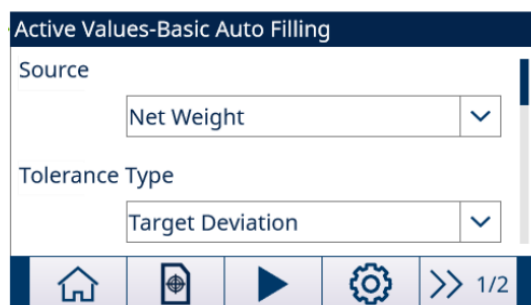 Active Values-Basic Auto Filling
Source
Net Weight
Tolerance Type
Target Deviation
1/2